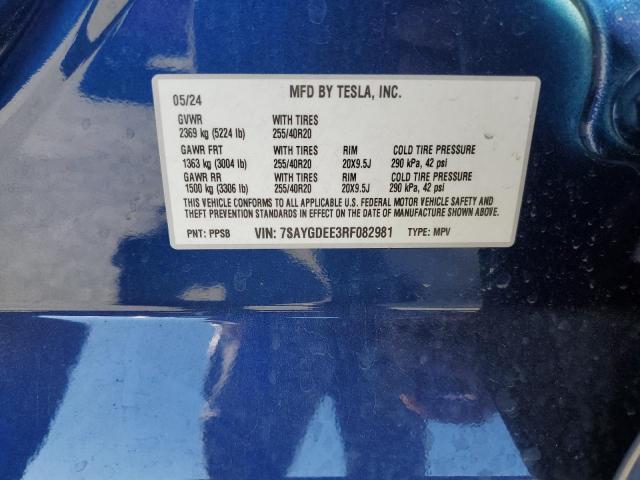 MFD BY TESLA, INC.
05/24
GVWR WITH TIRES
2369 kg (5224 lb) 255/40R20
GAWR FRT WITH TIRES RIM COLD TIRE PRESSURE
1363 kg (3004 lb) 255/40R20 20X9.5J 290 kPa, 42 psi
GAWR RR WITH TIRES RIM COLD TIRE PRESSURE
1500 kg (3306 lb) 255/40R20 20X9.5J 290 kPa, 42 psi
THIS VEHICLE CONFORMS TO ALL APPLICABLE U.S. FEDERAL MOTOR VEHICLE SAFETY AND
THEFT PREVENTION STANDARDS IN EFFECT ON THE DATE OF MANUFACTURE SHOWN ABOVE.
PNT: PPSB VIN: 7SAYGDEE3RF082981 TYPE: MPV